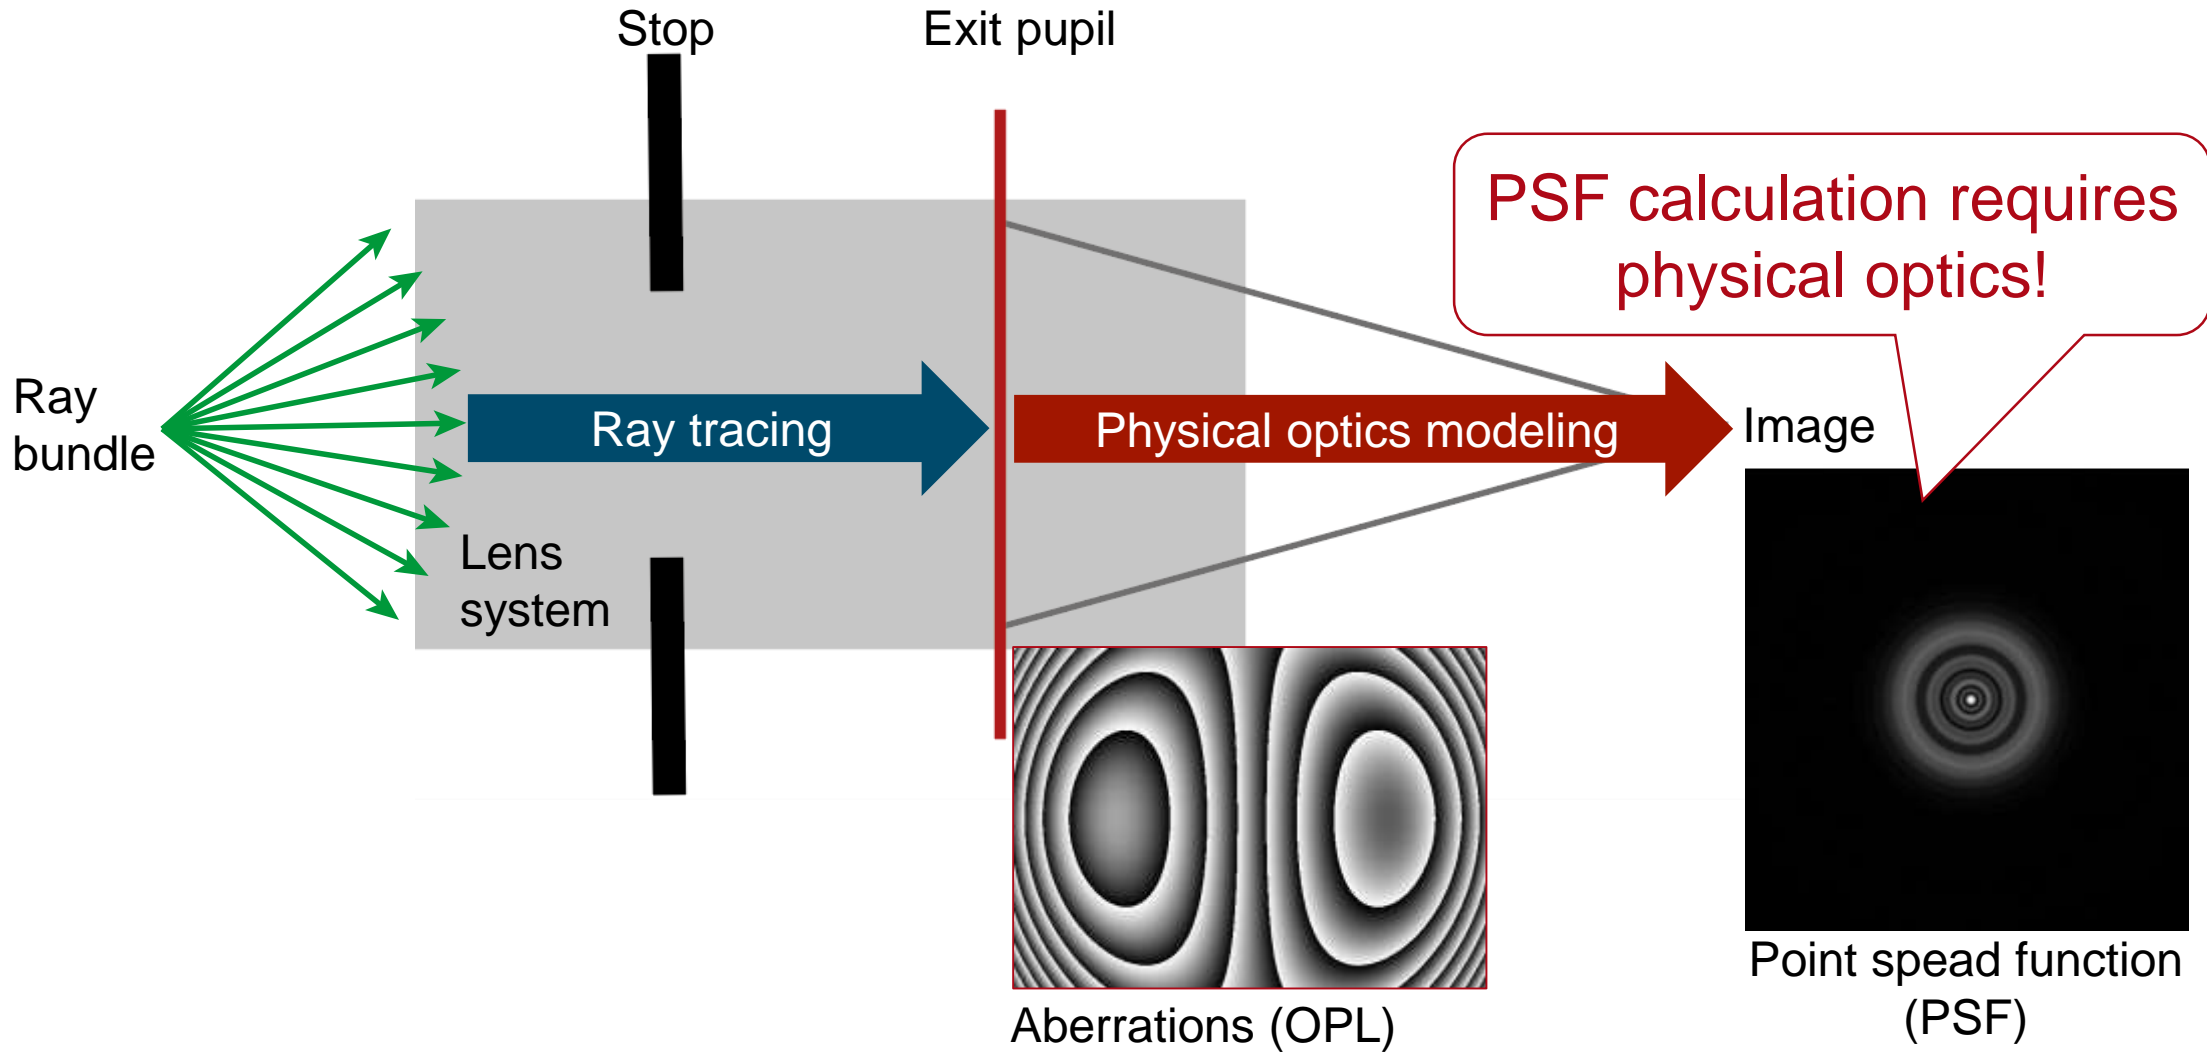 Stop
Exit pupil
PSF calculation requires
physical optics!
Ray
bundle
Ray tracing
Physical optics modeling
Image
Lens
system
Aberrations (OPL)
Point spead function
(PSF)